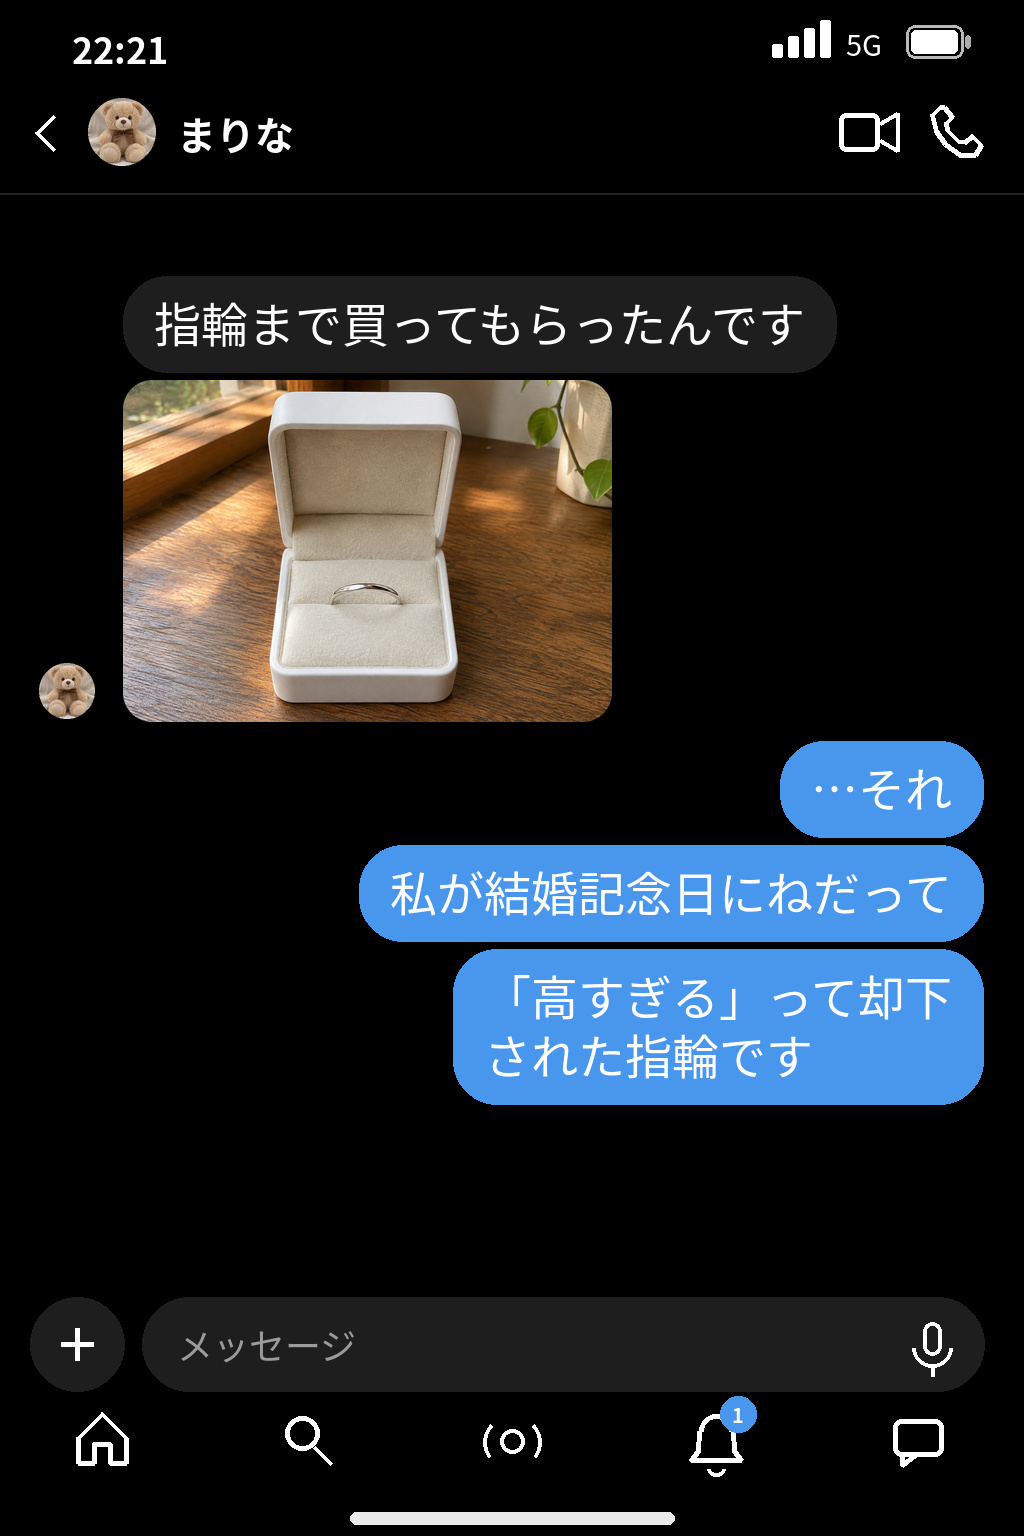 22:21
5G
まりな
指輪まで買ってもらったんです
…それ
私が結婚記念日にねだって
「高すぎる」って却下
された指輪です
メッセージ
1